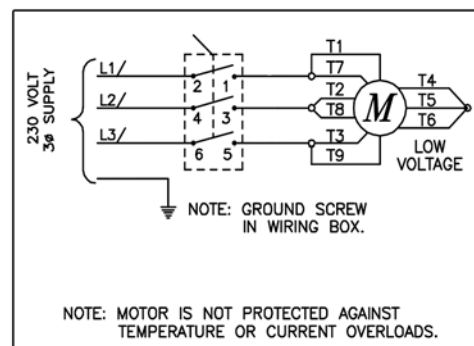 230 VOLT
3ø SUPPLY
L1/
L2/
L3/
2 1
4 3
6 5
T1
T7
T2
T8
T3
T9
M
T4
T5
T6
LOW
VOLTAGE
NOTE: GROUND SCREW
IN WIRING BOX.
NOTE: MOTOR IS NOT PROTECTED AGAINST
TEMPERATURE OR CURRENT OVERLOADS.